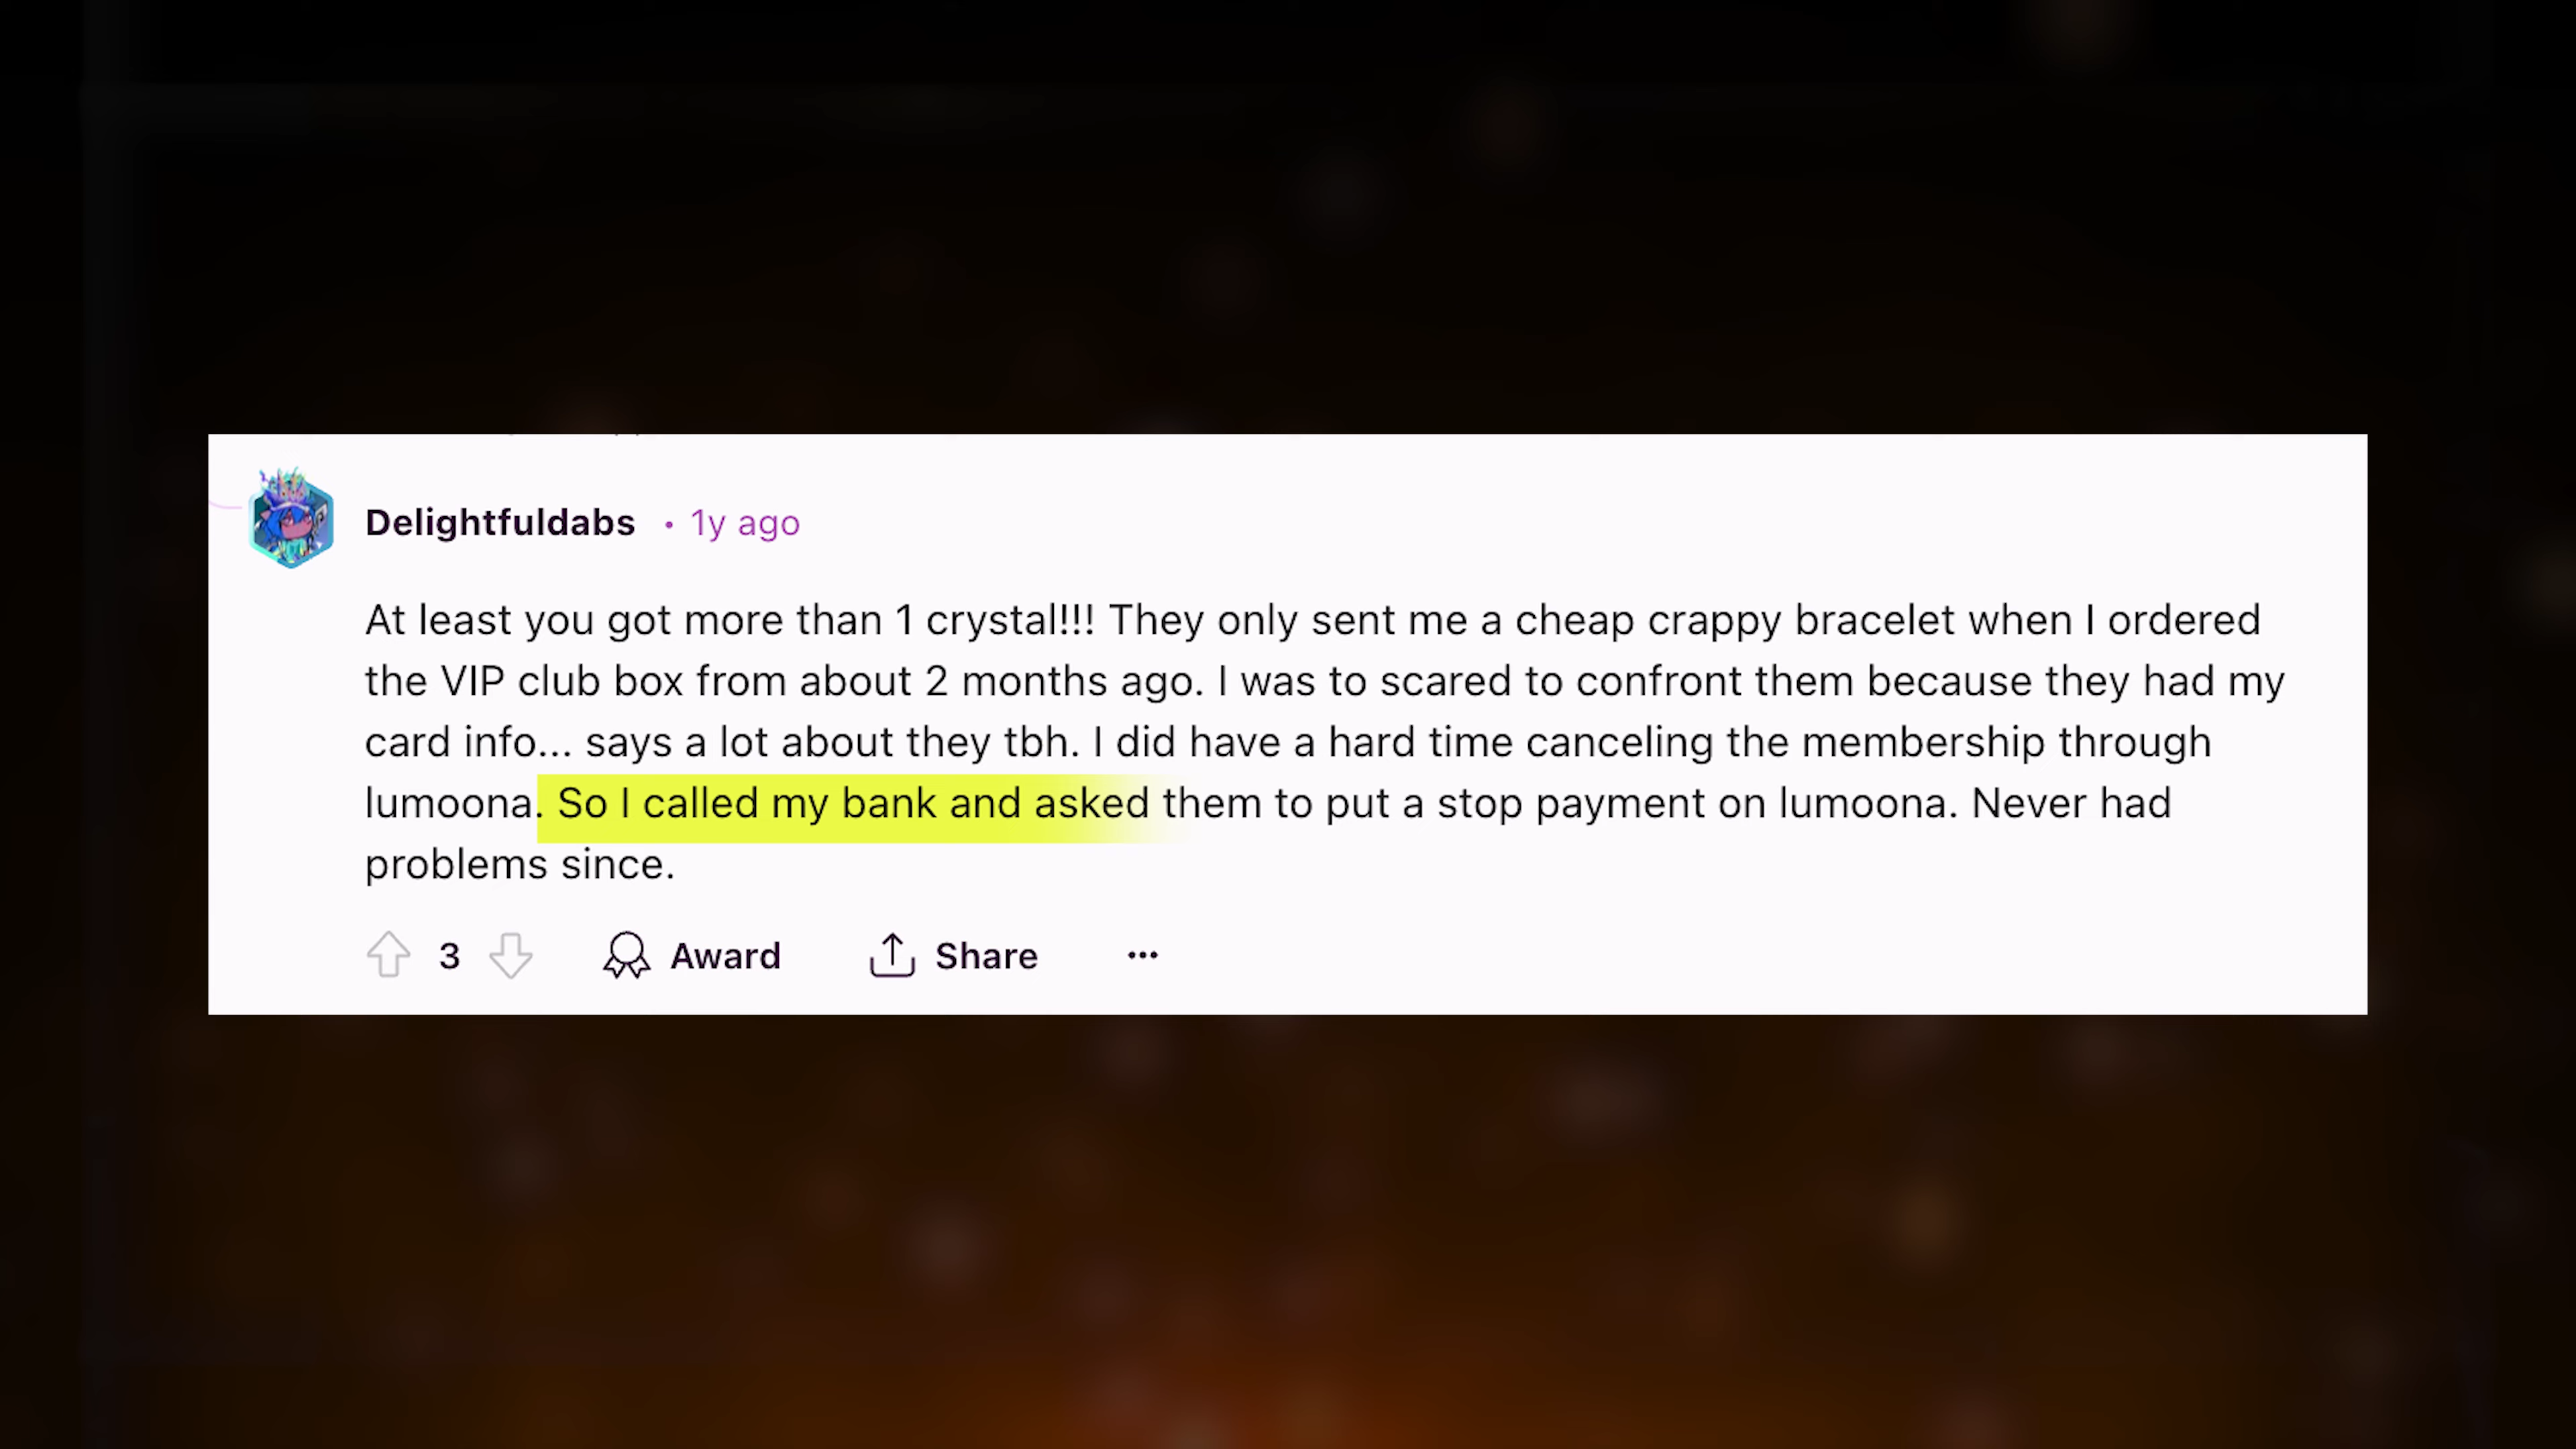 Delightfuldabs • 1y ago
At least you got more than 1 crystal!!! They only sent me a cheap crappy bracelet when I ordered
the VIP club box from about 2 months ago. I was to scared to confront them because they had my
card info... says a lot about they tbh. I did have a hard time canceling the membership through
lumoona. So I called my bank and asked them to put a stop payment on lumoona. Never had
problems since.
3 Award Share ...